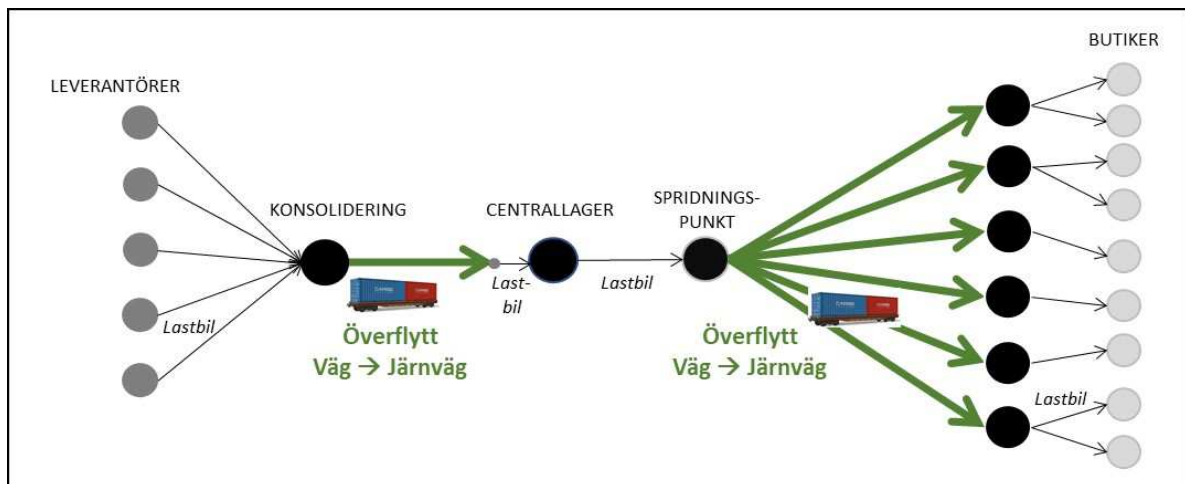 BUTIKER
LEVERANTÖRER
SPRIDNINGS-
PUNKT
KONSOLIDERING
CENTRALLAGER
Last-
bil
Lastbil
Lastbil
Överflytt
Väg → Järnväg
Överflytt
Väg → Järnväg
Lastbil